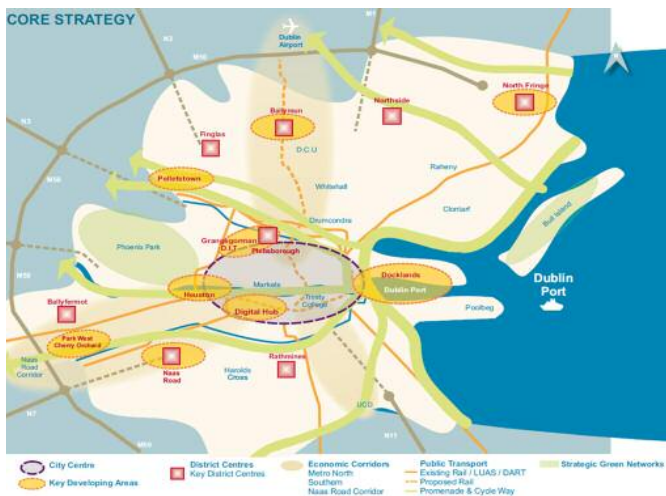 CORE STRATEGY
N2
M1
Dublin
Airport
M50
North Fringe
Northside
Ballymun
N3
Finglas
D.C.U
M50
Pelletstown
Raheny
Whitehall
Clontarf
Bull Island
Drumcondra
Grangegorman
D.I.T
Phibsborough
Phoenix Park
M50
Heuston
Markets
Docklands
Dublin Port
Dublin
Port
Trinity
College
Digital Hub
Poolbeg
Ballyfermot
Park West
Cherry Orchard
Naas
Road
Corridor
Naas
Road
Harolds
Cross
Rathmines
UCD
N7
M50
N11
City Centre
Key Developing Areas
District Centres
Key District Centres
Economic Corridors
Metro North
Southern
Naas Road Corridor
Public Transport
Existing Rail / LUAS / DART
Proposed Rail
Promenade & Cycle Way
Strategic Green Networks